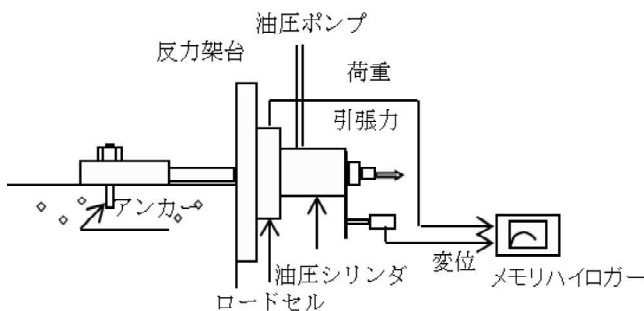 油圧ポンプ
反力架台
荷重
引張力
アンカー
油圧シリンダ
変位
メモリハイロガー
ロードセル